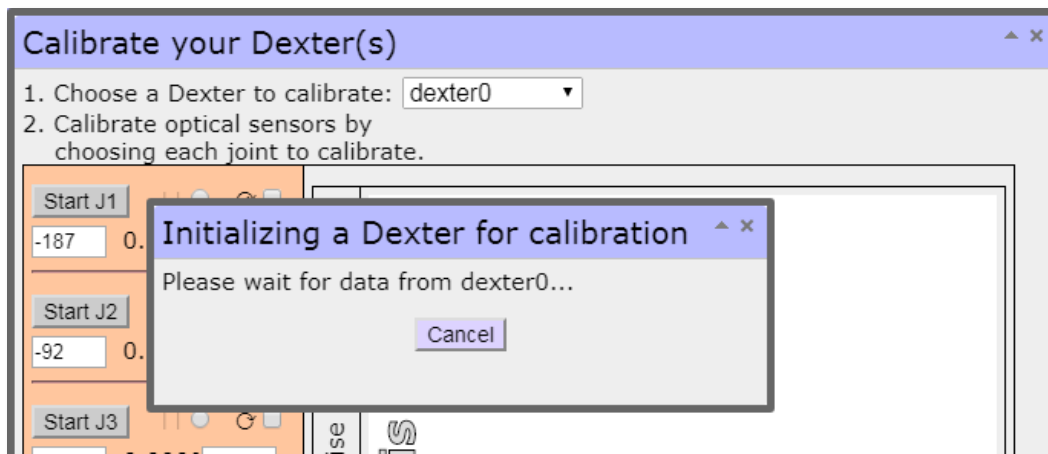 Calibrate your Dexter(s)
1. Choose a Dexter to calibrate: dexter0
2. Calibrate optical sensors by
choosing each joint to calibrate.
Start J1
-187 0.
Initializing a Dexter for calibration
Please wait for data from dexter0...
Start J2
-92 0.
Cancel
Start J3